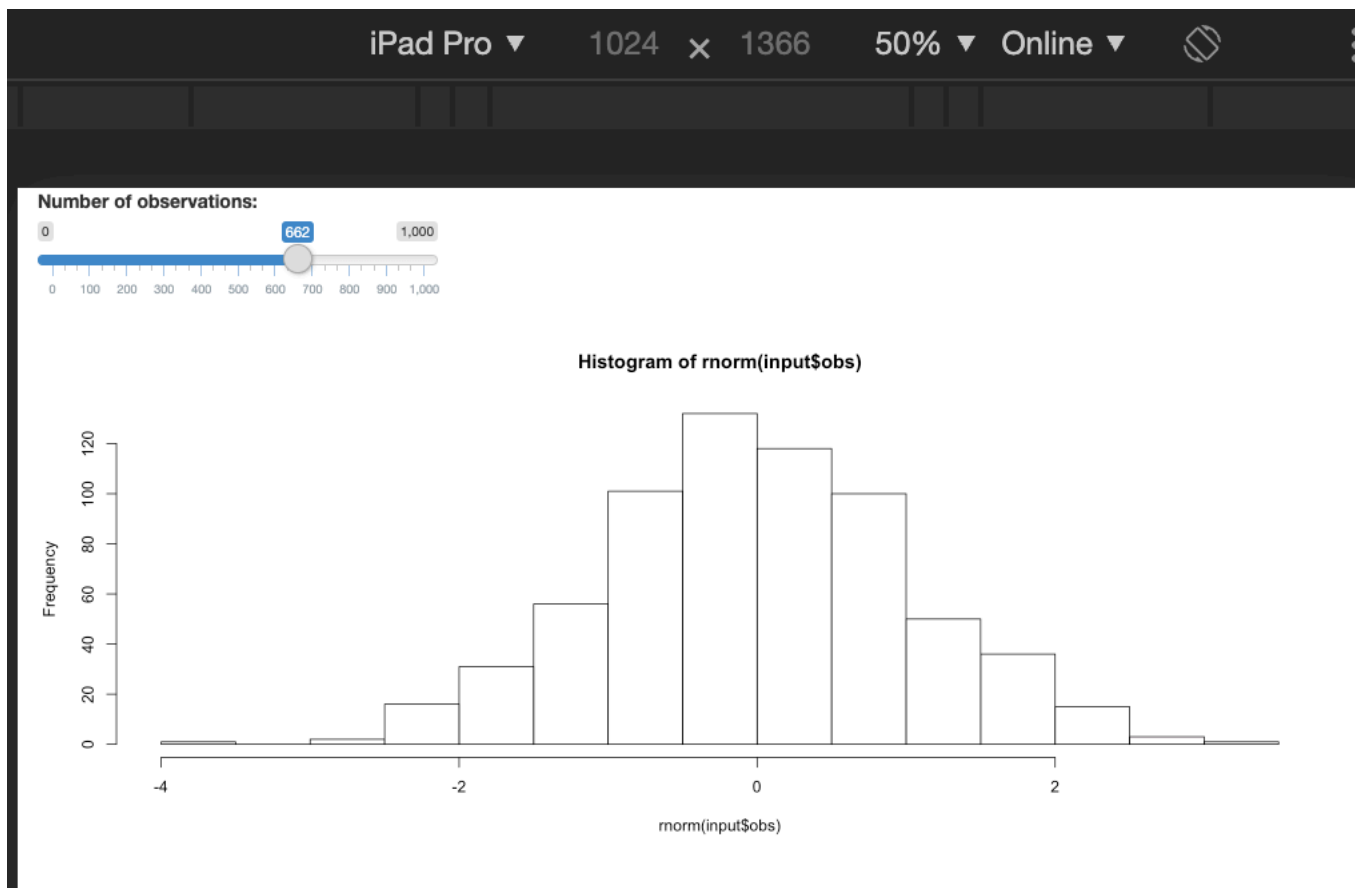 iPad Pro ▼ 1024 × 1366 50% ▼ Online ▼
Number of observations:
0 662 1,000
0 100 200 300 400 500 600 700 800 900 1,000
Histogram of rnorm(input$obs)
Frequency
120
100
80
60
40
20
0
-4 -2 0 2
rnorm(input$obs)